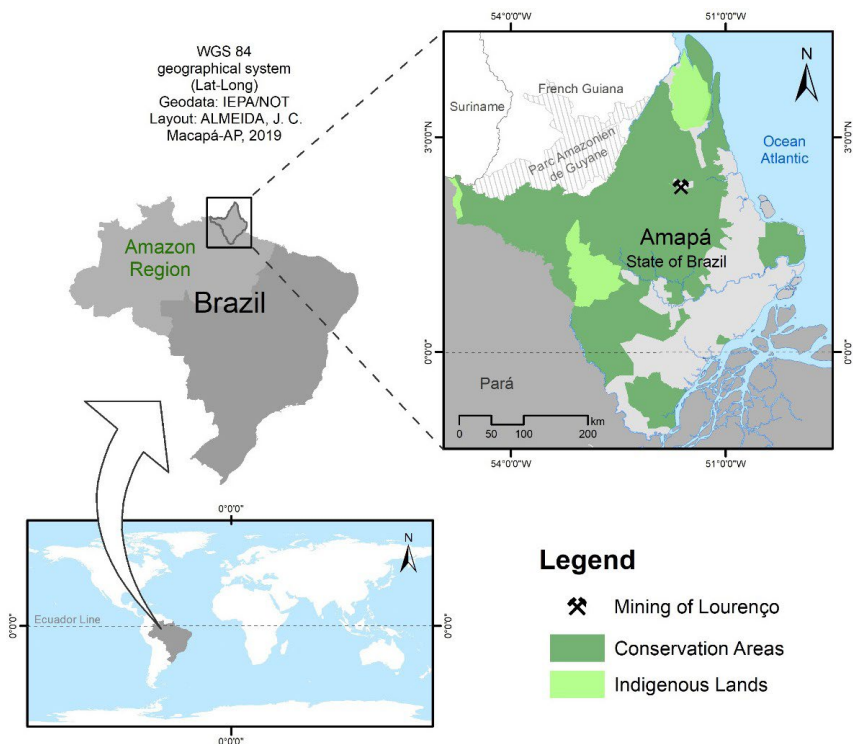 WGS 84
geographical system
(Lat-Long)
Geodata: IEPA/NOT
Layout: ALMEIDA, J. C.
Macapá-AP, 2019
Amazon
Region
Brazil
54°0'0"W
51°0'0"W
N
French Guiana
Suriname
Parc Amazonien
de Guyane
Ocean
Atlantic
3°0'0"N
3°0'0"N
Amapá
State of Brazil
0°0'0"
0°0'0"
Pará
km
0 50 100 200
54°0'0"W
51°0'0"W
0°0'0"
N
Ecuador Line
0°0'0"
0°0'0"
0°0'0"
Legend
Mining of Lourenço
Conservation Areas
Indigenous Lands